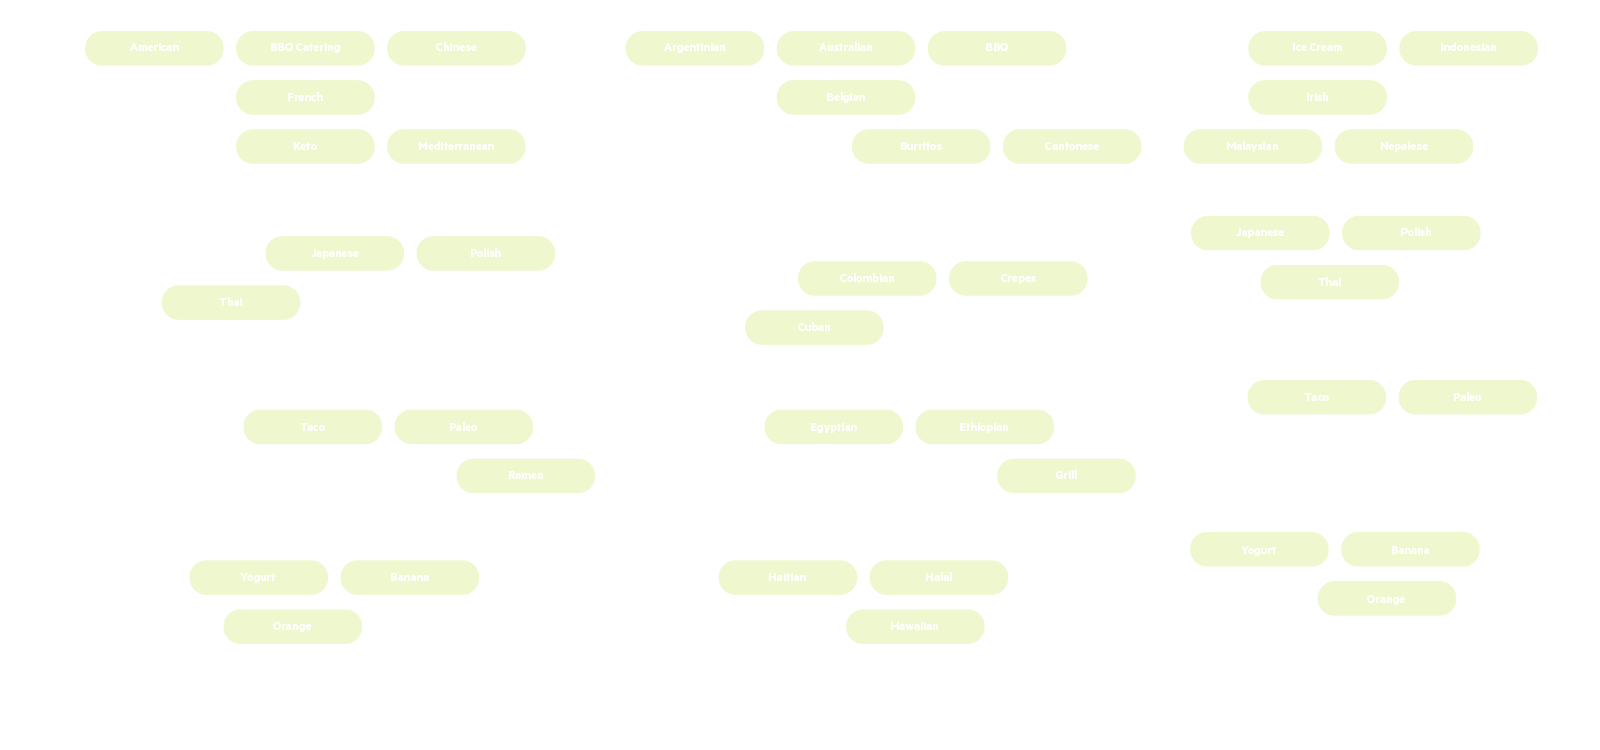 American BBQ Catering Chinese
French
Keto Mediterranean
Japanese Polish
Thai
Taco Paleo
Ramen
Yogurt Banana
Orange
Argentinian Australian BBQ
Belgian
Burritos Cantonese
Colombian Crepes
Cuban
Egyptian Ethiopian
Grill
Haitian Halal
Hawaiian
Ice Cream Indonesian
Irish
Malaysian Nepalese
Japanese Polish
Thai
Taco Paleo
Yogurt Banana
Orange